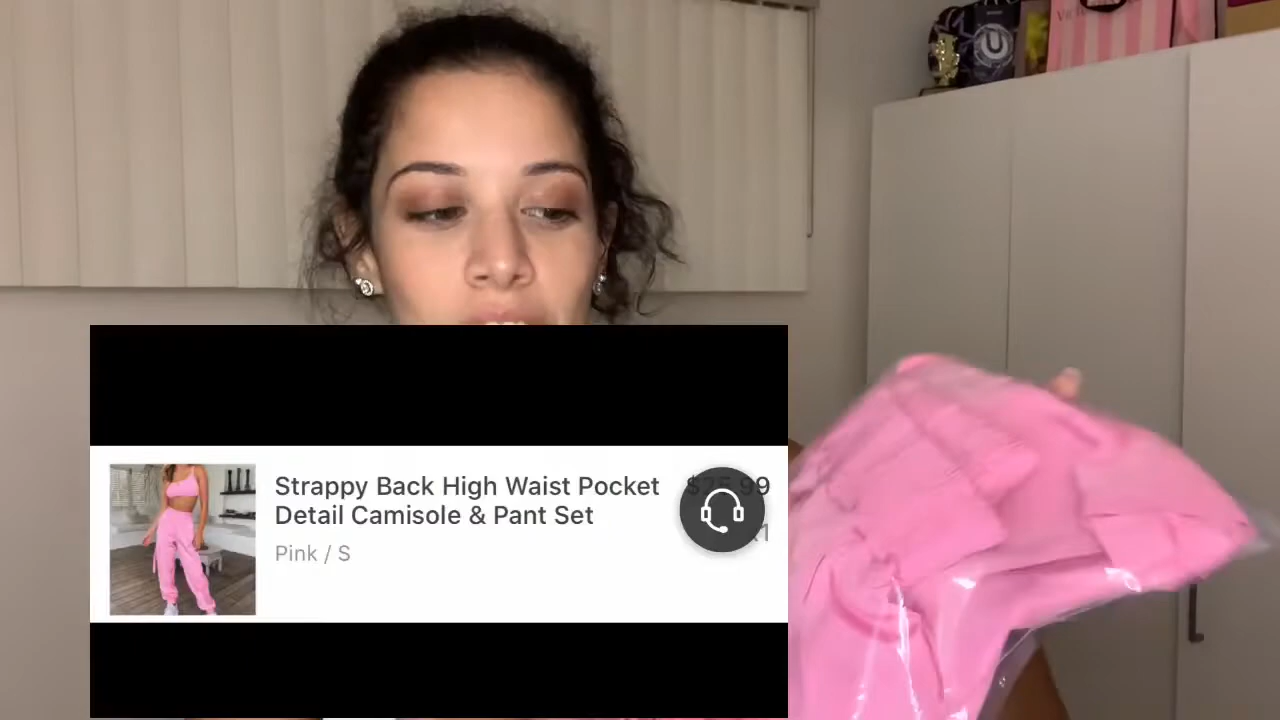 Strappy Back High Waist Pocket
Detail Camisole & Pant Set
Pink / S